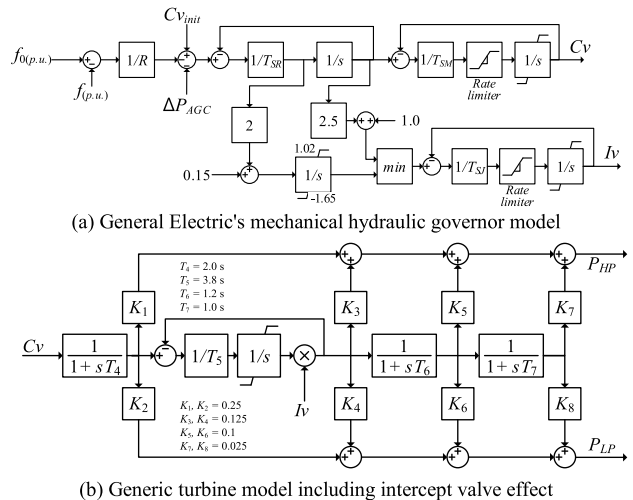 Cv_init
f_0(p.u.)
1/R
1/T_SR
1/s
1/T_SM
1/s
Cv
Rate
limiter
f_(p.u.)
ΔP_AGC
2
2.5
1.0
1.02
Iv
0.15
1/s
min
1/T_SJ
1/s
-1.65
Rate
limiter
(a) General Electric's mechanical hydraulic governor model
P_HP
T_4 = 2.0 s
T_5 = 3.8 s
T_6 = 1.2 s
T_7 = 1.0 s
K_1
K_3
K_5
K_7
Cv
1
1 + sT_4
1/T_5
1/s
×
1
1 + sT_6
1
1 + sT_7
Iv
K_2
K_4
K_6
K_8
K_1, K_2 = 0.25
K_3, K_4 = 0.125
K_5, K_6 = 0.1
K_7, K_8 = 0.025
P_LP
(b) Generic turbine model including intercept valve effect